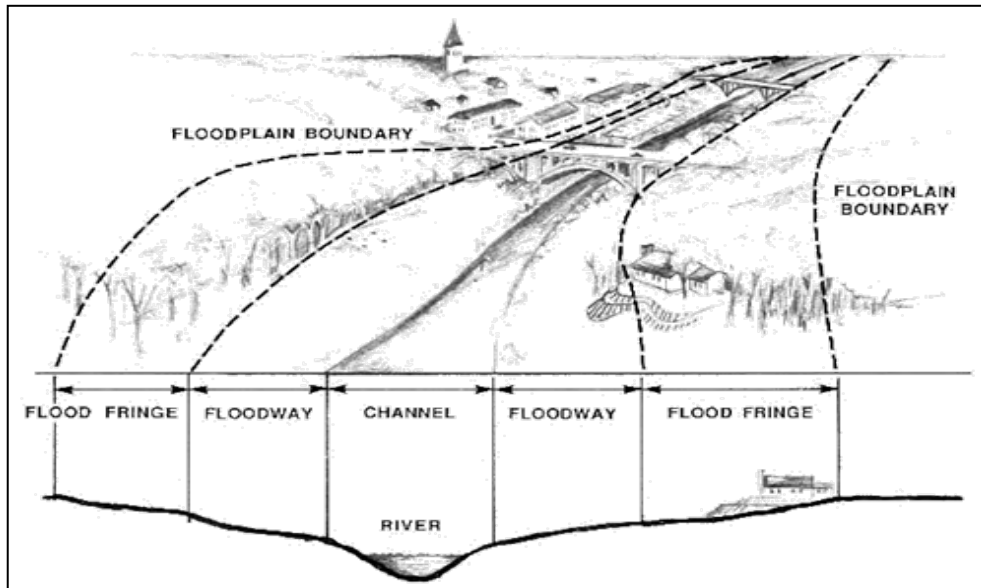 FLOODPLAIN BOUNDARY
FLOODPLAIN
BOUNDARY
FLOOD FRINGE
FLOODWAY
CHANNEL
FLOODWAY
FLOOD FRINGE
RIVER